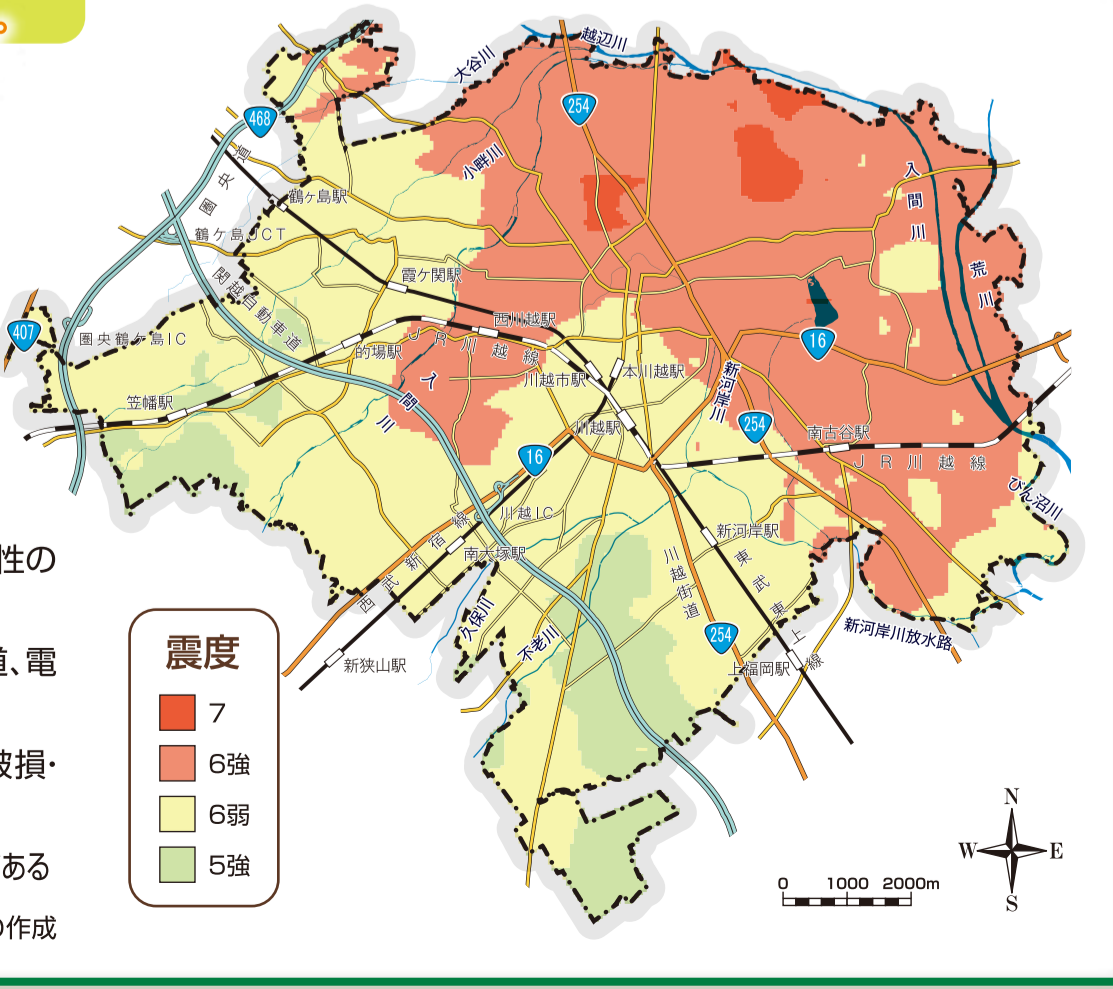 越辺川
大谷川
254
468
小畔川
圏央道
入間川
鶴ヶ島駅
鶴ケ島JCT
荒川
霞ケ関駅
関越自動車道
407
圏央鶴ケ島IC
西川越駅
JR川越線
16
的場駅
入間川
川越市駅
本川越駅
新河岸川
笠幡駅
川越駅
254
南古谷駅
JR川越線
16
びん沼川
川越IC
西武新宿線
南大塚駅
新河岸駅
川越街道
東武東上線
久保川
不老川
254
新河岸川放水路
新狭山駅
上福岡駅
性の
道、電
破損・
ある
作成
震度
7
6強
6弱
5強
N
W
E
S
0 1000 2000m